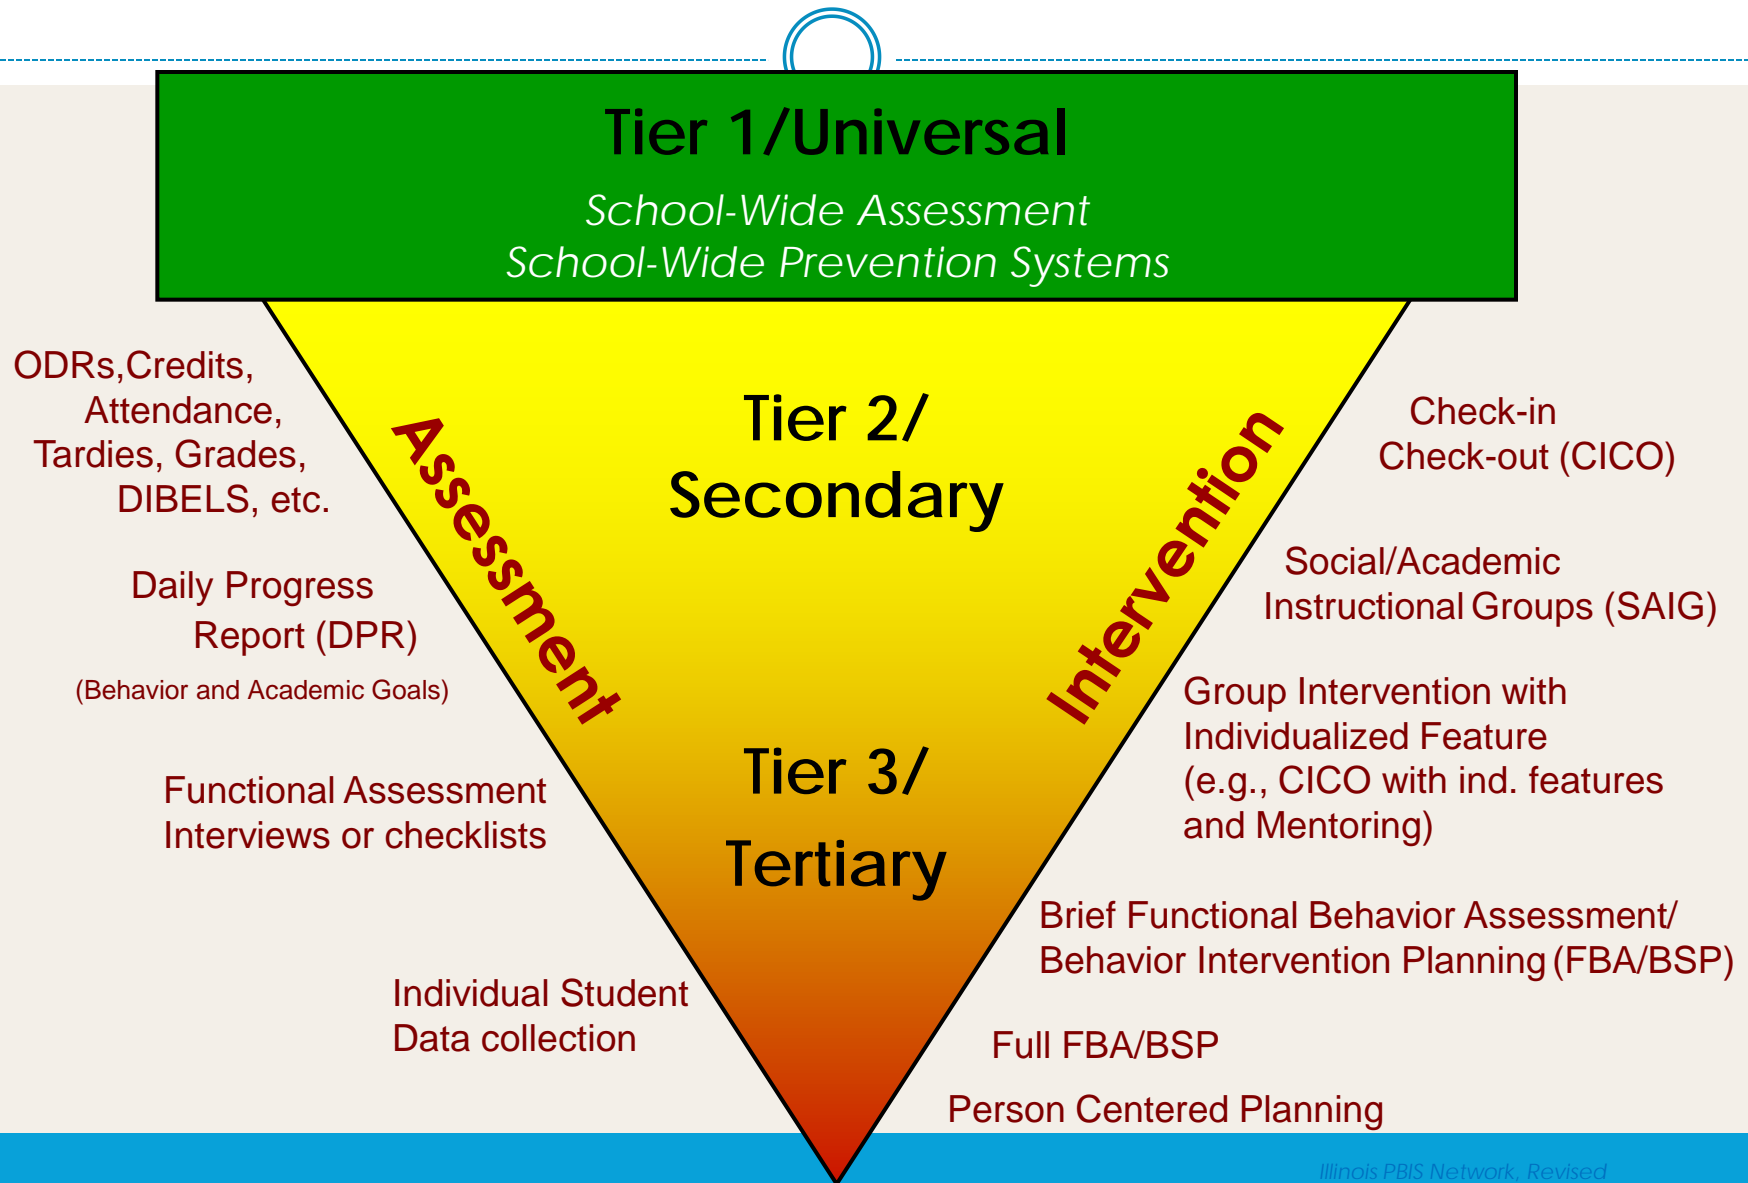 Tier 1/Universal
School-Wide Assessment
School-Wide Prevention Systems
ODRs,Credits,
Attendance,
Tardies, Grades,
DIBELS, etc.
Daily Progress
Report (DPR)
(Behavior and Academic Goals)
Functional Assessment
Interviews or checklists
Individual Student
Data collection
Assessment
Tier 2/
Secondary
Tier 3/
Tertiary
Intervention
Check-in
Check-out (CICO)
Social/Academic
Instructional Groups (SAIG)
Group Intervention with
Individualized Feature
(e.g., CICO with ind. features
and Mentoring)
Brief Functional Behavior Assessment/
Behavior Intervention Planning (FBA/BSP)
Full FBA/BSP
Person Centered Planning
Illinois PBIS Network, Revised